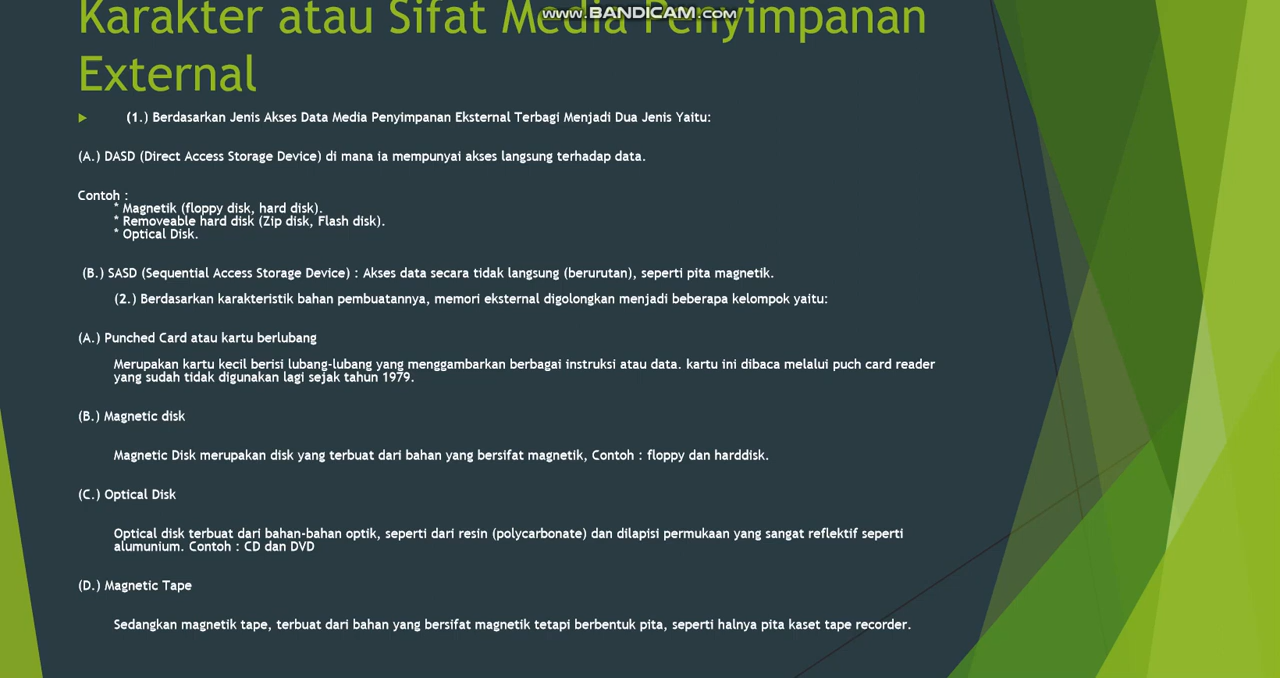 www.BANDICAM.com
Karakter atau Sifat Media Penyimpanan
External
(1.) Berdasarkan Jenis Akses Data Media Penyimpanan Eksternal Terbagi Menjadi Dua Jenis Yaitu:
(A.) DASD (Direct Access Storage Device) di mana ia mempunyai akses langsung terhadap data.
Contoh :
* Magnetik (floppy disk, hard disk).
* Removeable hard disk (Zip disk, Flash disk).
* Optical Disk.
(B.) SASD (Sequential Access Storage Device) : Akses data secara tidak langsung (berurutan), seperti pita magnetik.
(2.) Berdasarkan karakteristik bahan pembuatannya, memori eksternal digolongkan menjadi beberapa kelompok yaitu:
(A.) Punched Card atau kartu berlubang
Merupakan kartu kecil berisi lubang-lubang yang menggambarkan berbagai instruksi atau data. kartu ini dibaca melalui puch card reader
yang sudah tidak digunakan lagi sejak tahun 1979.
(B.) Magnetic disk
Magnetic Disk merupakan disk yang terbuat dari bahan yang bersifat magnetik, Contoh : floppy dan harddisk.
(C.) Optical Disk
Optical disk terbuat dari bahan-bahan optik, seperti dari resin (polycarbonate) dan dilapisi permukaan yang sangat reflektif seperti
alumunium. Contoh : CD dan DVD
(D.) Magnetic Tape
Sedangkan magnetik tape, terbuat dari bahan yang bersifat magnetik tetapi berbentuk pita, seperti halnya pita kaset tape recorder.